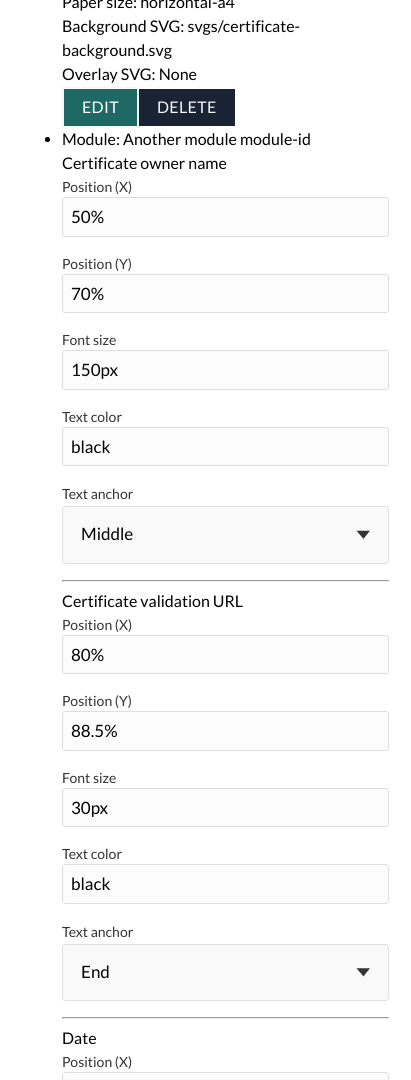 Paper size: horizontal-a4
Background SVG: svgs/certificate-
background.svg
Overlay SVG: None
EDIT DELETE
Module: Another module module-id
Certificate owner name
Position (X)
50%
Position (Y)
70%
Font size
150px
Text color
black
Text anchor
Middle
Certificate validation URL
Position (X)
80%
Position (Y)
88.5%
Font size
30px
Text color
black
Text anchor
End
Date
Position (X)